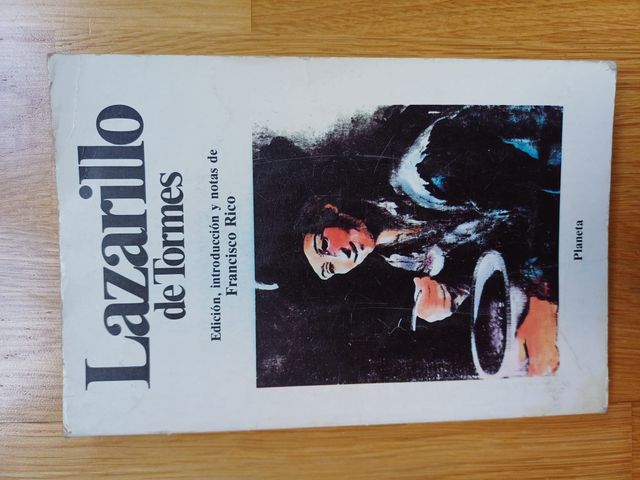 Lazarillo
de Tormes
Edición, introducción y notas de
Francisco Rico
Planeta